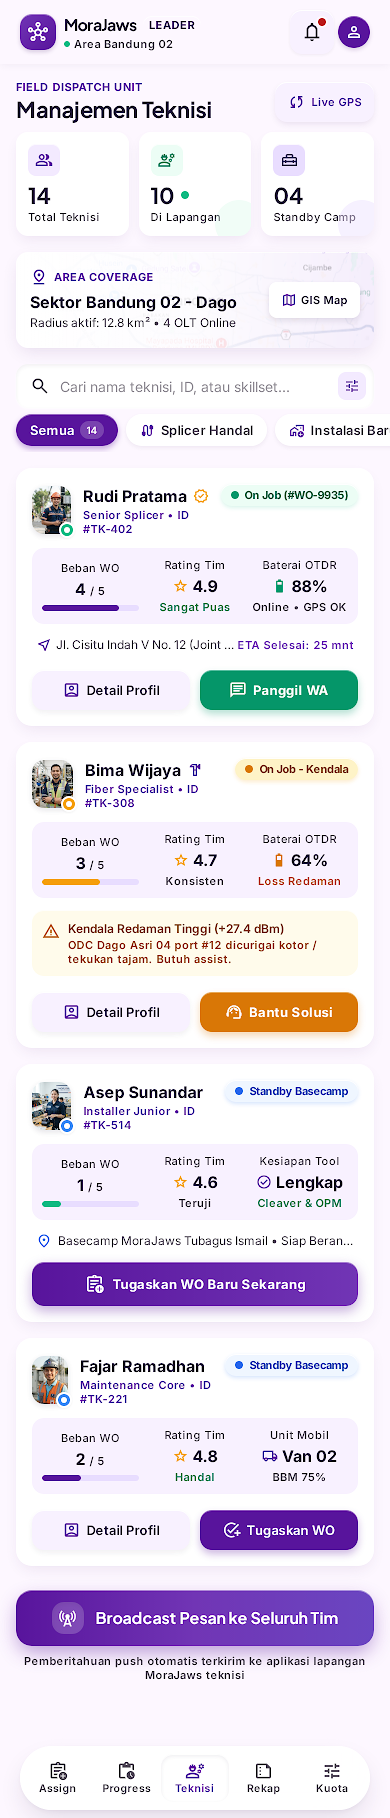 MoraJaws LEADER
Area Bandung 02
FIELD DISPATCH UNIT
Manajemen Teknisi
Live GPS
14
Total Teknisi
10
Di Lapangan
04
Standby Camp
Cijambe
AREA COVERAGE
Sektor Bandung 02 - Dago
Radius aktif: 12.8 km² • 4 OLT Online
GIS Map
Cari nama teknisi, ID, atau skillset...
Semua 14
Splicer Handal
Instalasi Bar
Rudi Pratama
On Job (#WO-9935)
Senior Splicer • ID
#TK-402
Beban WO
4 / 5
Rating Tim
4.9
Sangat Puas
Baterai OTDR
88%
Online • GPS OK
Jl. Cisitu Indah V No. 12 (Joint ... ETA Selesai: 25 mnt
Detail Profil
Panggil WA
Bima Wijaya
On Job - Kendala
Fiber Specialist • ID
#TK-308
Beban WO
3 / 5
Rating Tim
4.7
Konsisten
Baterai OTDR
64%
Loss Redaman
Kendala Redaman Tinggi (+27.4 dBm)
ODC Dago Asri 04 port #12 dicurigai kotor /
tekukan tajam. Butuh assist.
Detail Profil
Bantu Solusi
Asep Sunandar
Standby Basecamp
Installer Junior • ID
#TK-514
Beban WO
1 / 5
Rating Tim
4.6
Teruji
Kesiapan Tool
Lengkap
Cleaver & OPM
Basecamp MoraJaws Tubagus Ismail • Siap Beran...
Tugaskan WO Baru Sekarang
Fajar Ramadhan
Standby Basecamp
Maintenance Core • ID
#TK-221
Beban WO
2 / 5
Rating Tim
4.8
Handal
Unit Mobil
Van 02
BBM 75%
Detail Profil
Tugaskan WO
Broadcast Pesan ke Seluruh Tim
Pemberitahuan push otomatis terkirim ke aplikasi lapangan
MoraJaws teknisi
Assign
Progress
Teknisi
Rekap
Kuota